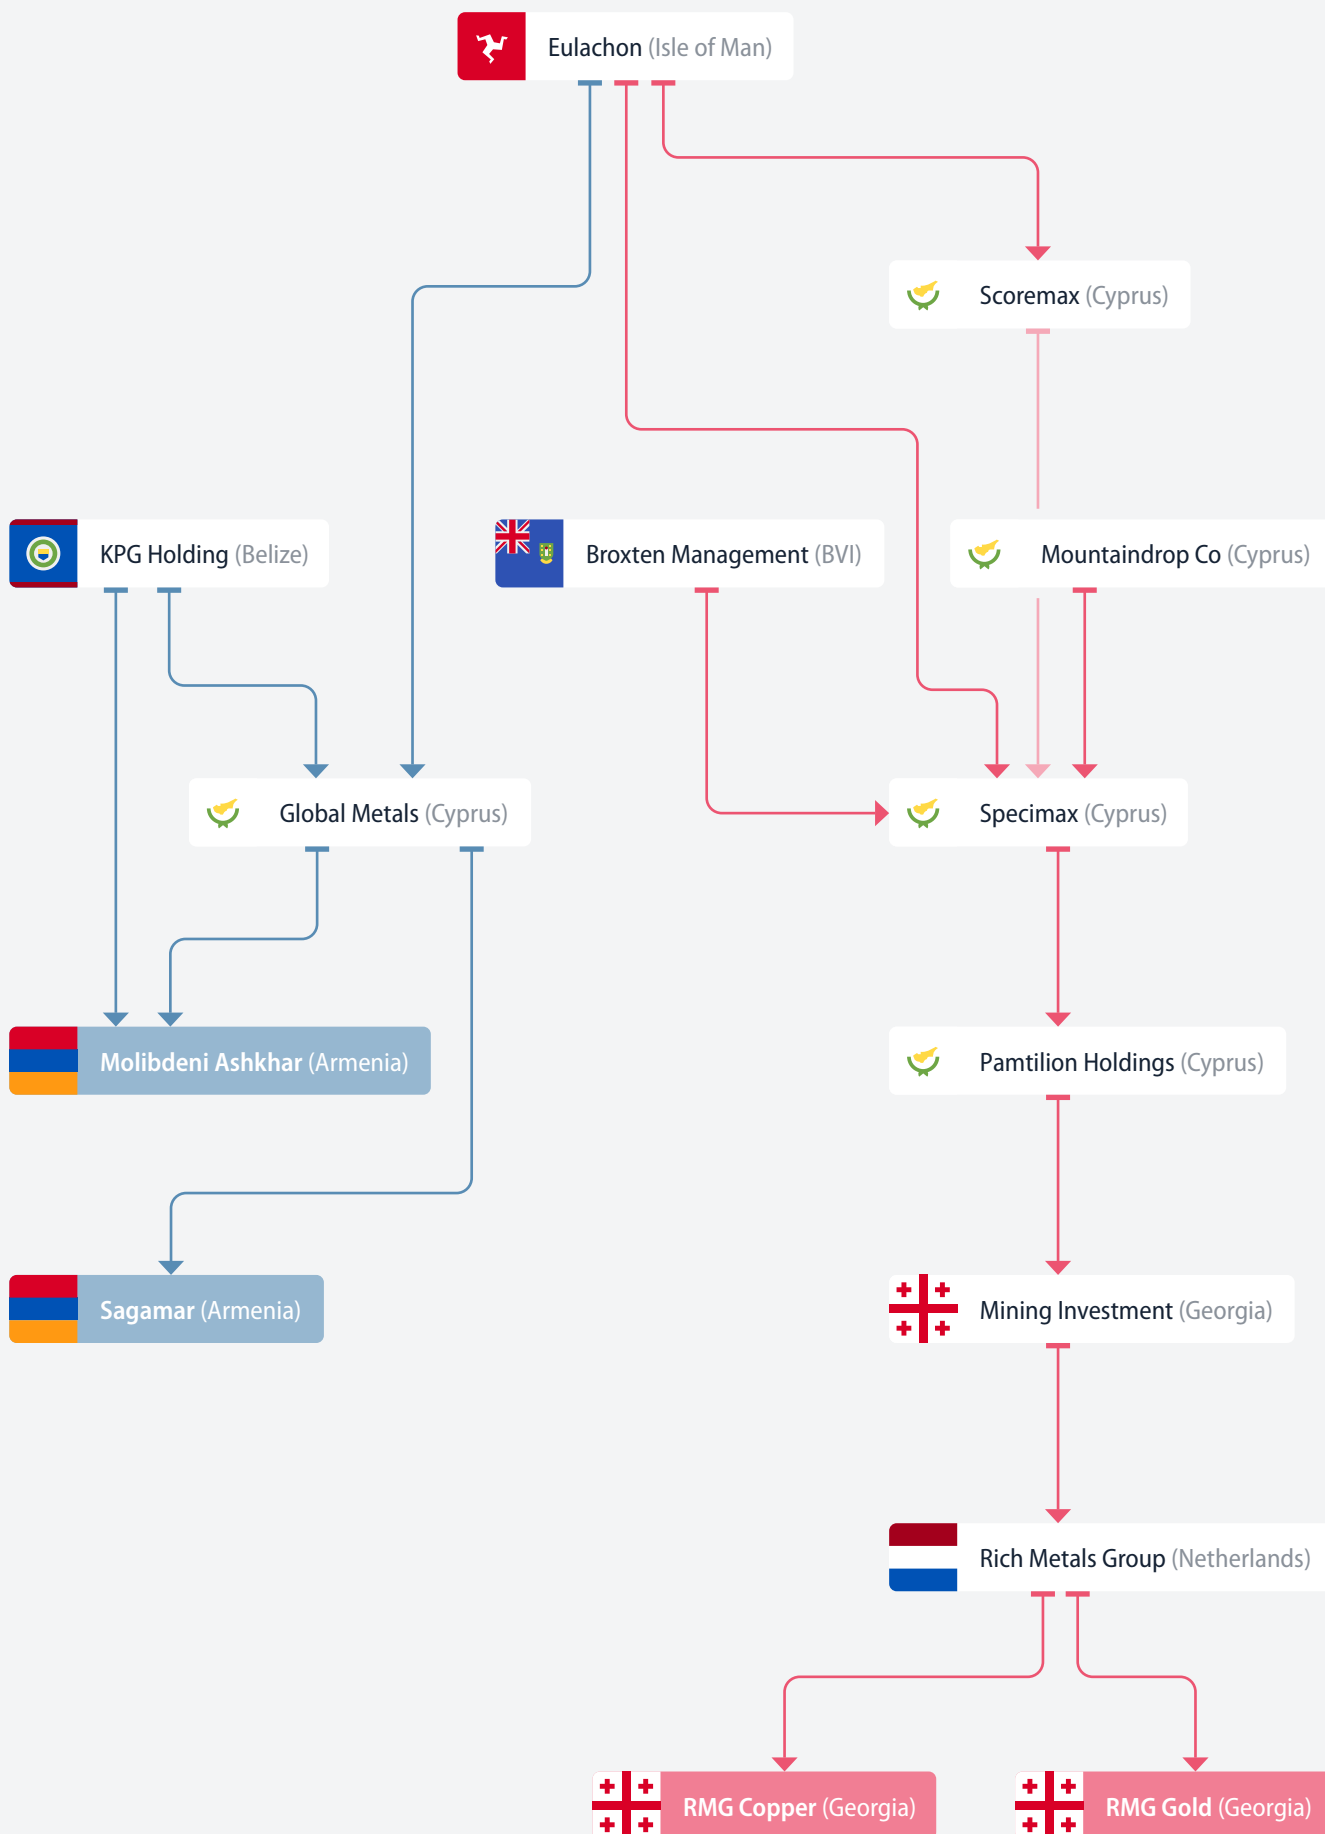 Eulachon (Isle of Man)
Scoremax (Cyprus)
KPG Holding (Belize)
Broxten Management (BVI)
Mountaindrop Co (Cyprus)
Global Metals (Cyprus)
Specimax (Cyprus)
Molibdeni Ashkhar (Armenia)
Pamtilion Holdings (Cyprus)
Sagamar (Armenia)
Mining Investment (Georgia)
Rich Metals Group (Netherlands)
RMG Copper (Georgia)
RMG Gold (Georgia)